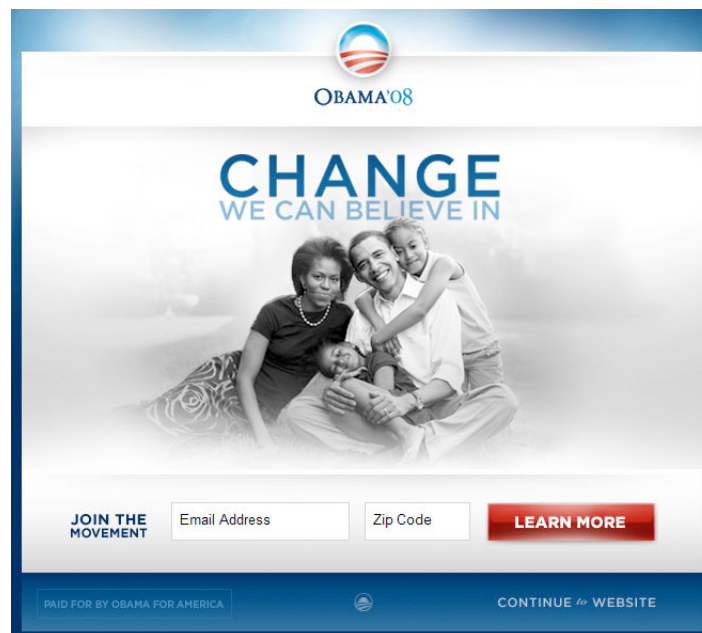 OBAMA'08
CHANGE
WE CAN BELIEVE IN
JOIN THE
MOVEMENT
Email Address
Zip Code
LEARN MORE
PAID FOR BY OBAMA FOR AMERICA
CONTINUE to WEBSITE